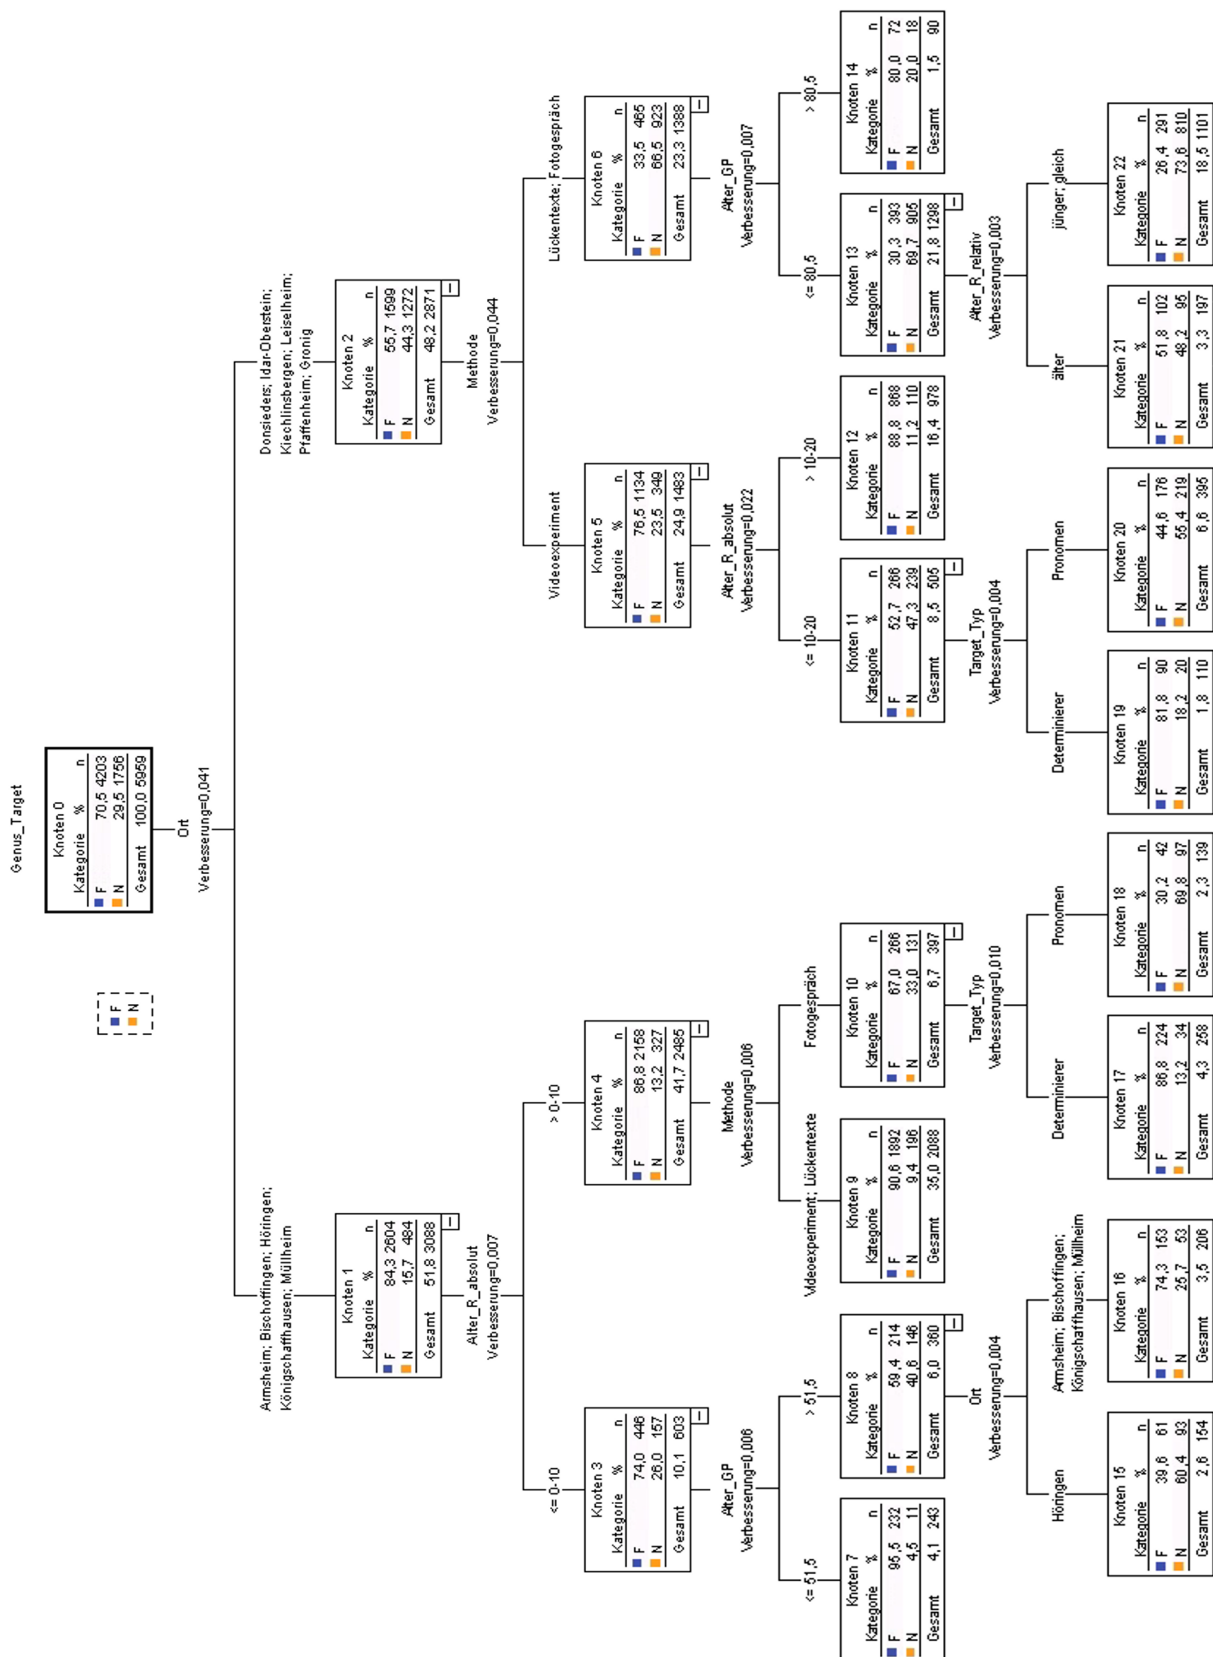 Genus_Target
Knoten 0
Kategorie % n
F 70,5 4203
N 29,5 1756
Gesamt 100,0 5959
F
N
Ort
Verbesserung=0,041
Armsheim; Bischoffingen; Höringen;
Königschaffhausen; Müllheim
Donsieders; Idar-Oberstein;
Kiechlinsbergen; Leiselheim;
Pfaffenheim; Gronig
Knoten 1
Kategorie % n
F 84,3 2604
N 15,7 484
Gesamt 51,8 3088
Knoten 2
Kategorie % n
F 55,7 1599
N 44,3 1272
Gesamt 48,2 2871
Alter_R_absolut
Verbesserung=0,007
Methode
Verbesserung=0,044
<= 0-10
> 0-10
Videoexperiment
Lückentexte; Fotogespräch
Knoten 3
Kategorie % n
F 74,0 446
N 26,0 157
Gesamt 10,1 603
Knoten 4
Kategorie % n
F 86,8 2158
N 13,2 327
Gesamt 41,7 2485
Knoten 5
Kategorie % n
F 76,5 1134
N 23,5 349
Gesamt 24,9 1483
Knoten 6
Kategorie % n
F 33,5 465
N 66,5 923
Gesamt 23,3 1388
Alter_GP
Verbesserung=0,006
Methode
Verbesserung=0,006
Alter_R_absolut
Verbesserung=0,022
Alter_GP
Verbesserung=0,007
<= 51,5
> 51,5
Videoexperiment; Lückentexte
Fotogespräch
<= 10-20
> 10-20
<= 80,5
> 80,5
Knoten 7
Kategorie % n
F 95,5 232
N 4,5 11
Gesamt 4,1 243
Knoten 8
Kategorie % n
F 59,4 214
N 40,6 146
Gesamt 6,0 360
Knoten 9
Kategorie % n
F 90,6 1892
N 9,4 196
Gesamt 35,0 2088
Knoten 10
Kategorie % n
F 67,0 266
N 33,0 131
Gesamt 6,7 397
Knoten 11
Kategorie % n
F 52,7 266
N 47,3 239
Gesamt 8,5 505
Knoten 12
Kategorie % n
F 88,8 868
N 11,2 110
Gesamt 16,4 978
Knoten 13
Kategorie % n
F 30,3 393
N 69,7 905
Gesamt 21,8 1298
Knoten 14
Kategorie % n
F 80,0 72
N 20,0 18
Gesamt 1,5 90
Ort
Verbesserung=0,004
Target_Typ
Verbesserung=0,010
Target_Typ
Verbesserung=0,004
Alter_R_relativ
Verbesserung=0,003
Höringen
Armsheim; Bischoffingen;
Königschaffhausen; Müllheim
Determinierer
Pronomen
Determinierer
Pronomen
älter
jünger; gleich
Knoten 15
Kategorie % n
F 39,6 61
N 60,4 93
Gesamt 2,6 154
Knoten 16
Kategorie % n
F 74,3 153
N 25,7 53
Gesamt 3,5 206
Knoten 17
Kategorie % n
F 86,8 224
N 13,2 34
Gesamt 4,3 258
Knoten 18
Kategorie % n
F 30,2 42
N 69,8 97
Gesamt 2,3 139
Knoten 19
Kategorie % n
F 81,8 90
N 18,2 20
Gesamt 1,8 110
Knoten 20
Kategorie % n
F 44,6 176
N 55,4 219
Gesamt 6,6 395
Knoten 21
Kategorie % n
F 51,8 102
N 48,2 95
Gesamt 3,3 197
Knoten 22
Kategorie % n
F 26,4 291
N 73,6 810
Gesamt 18,5 1101